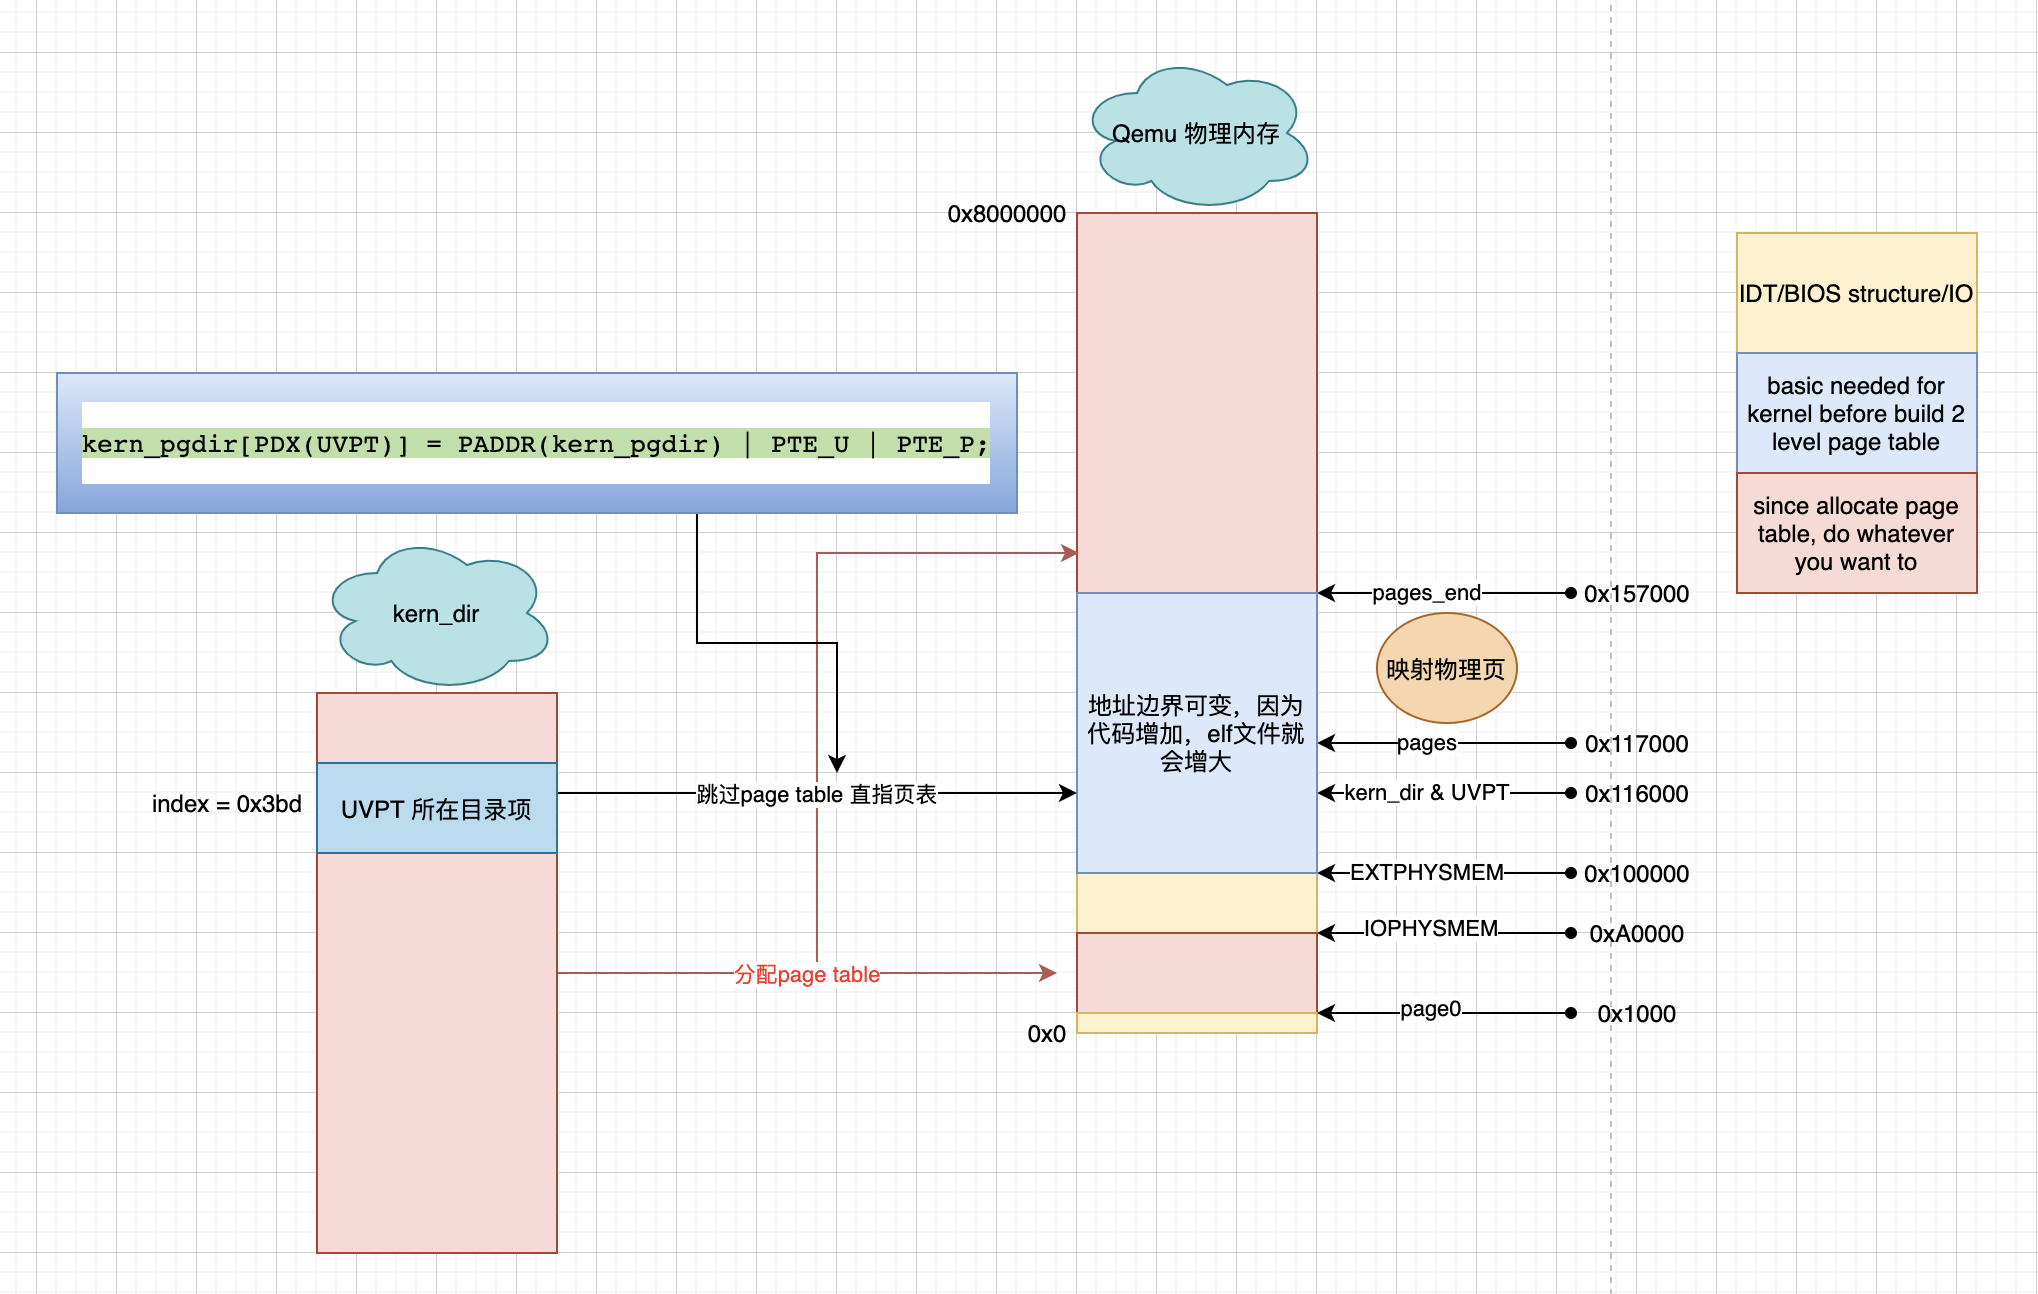 Qemu 物理内存
0x8000000
IDT/BIOS structure/IO
basic needed for
kernel before build 2
level page table
since allocate page
table, do whatever
you want to
kern_pgdir[PDX(UVPT)] = PADDR(kern_pgdir) | PTE_U | PTE_P;
kern_dir
pages_end
0x157000
映射物理页
地址边界可变，因为
代码增加，elf文件就
会增大
pages
0x117000
index = 0x3bd
UVPT 所在目录项
跳过page table 直指页表
kern_dir & UVPT
0x116000
EXTPHYSMEM
0x100000
IOPHYSMEM
0xA0000
分配page table
page0
0x1000
0x0